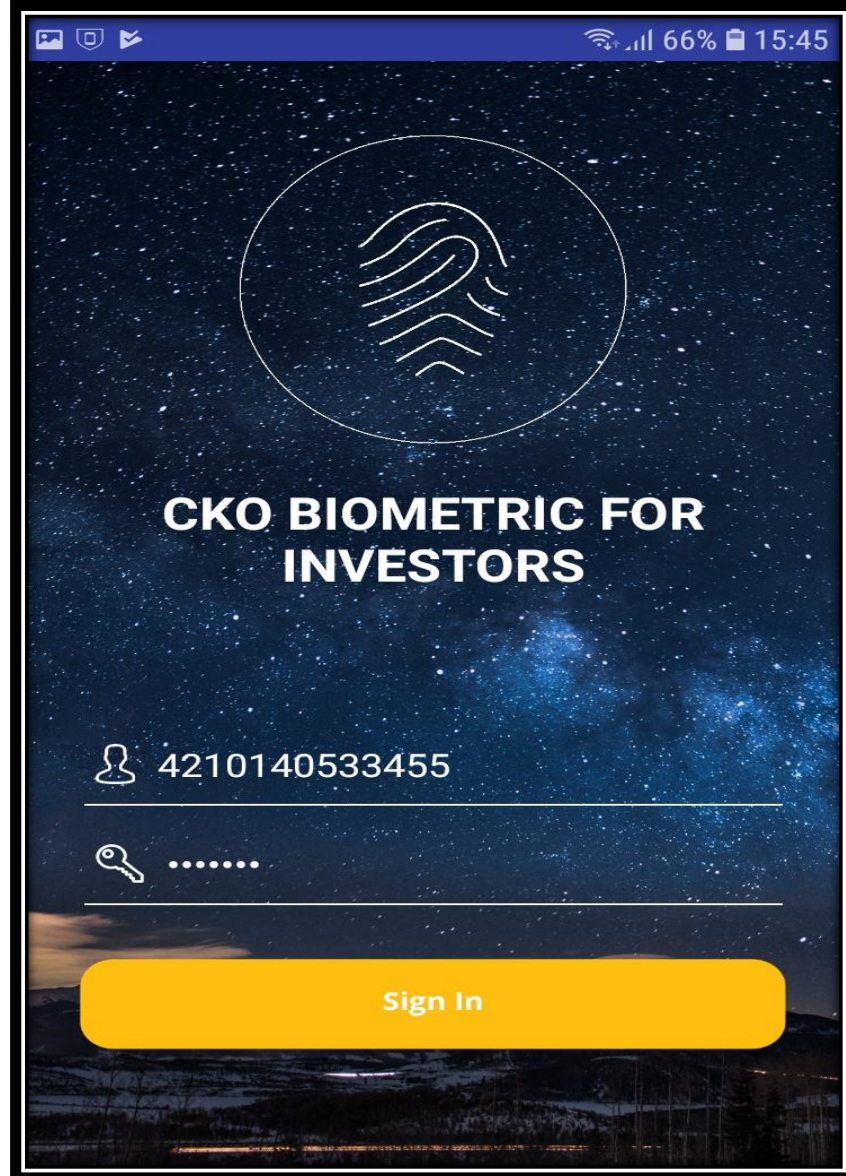 66% 15:45
CKO BIOMETRIC FOR
INVESTORS
4210140533455
•••••••
Sign In